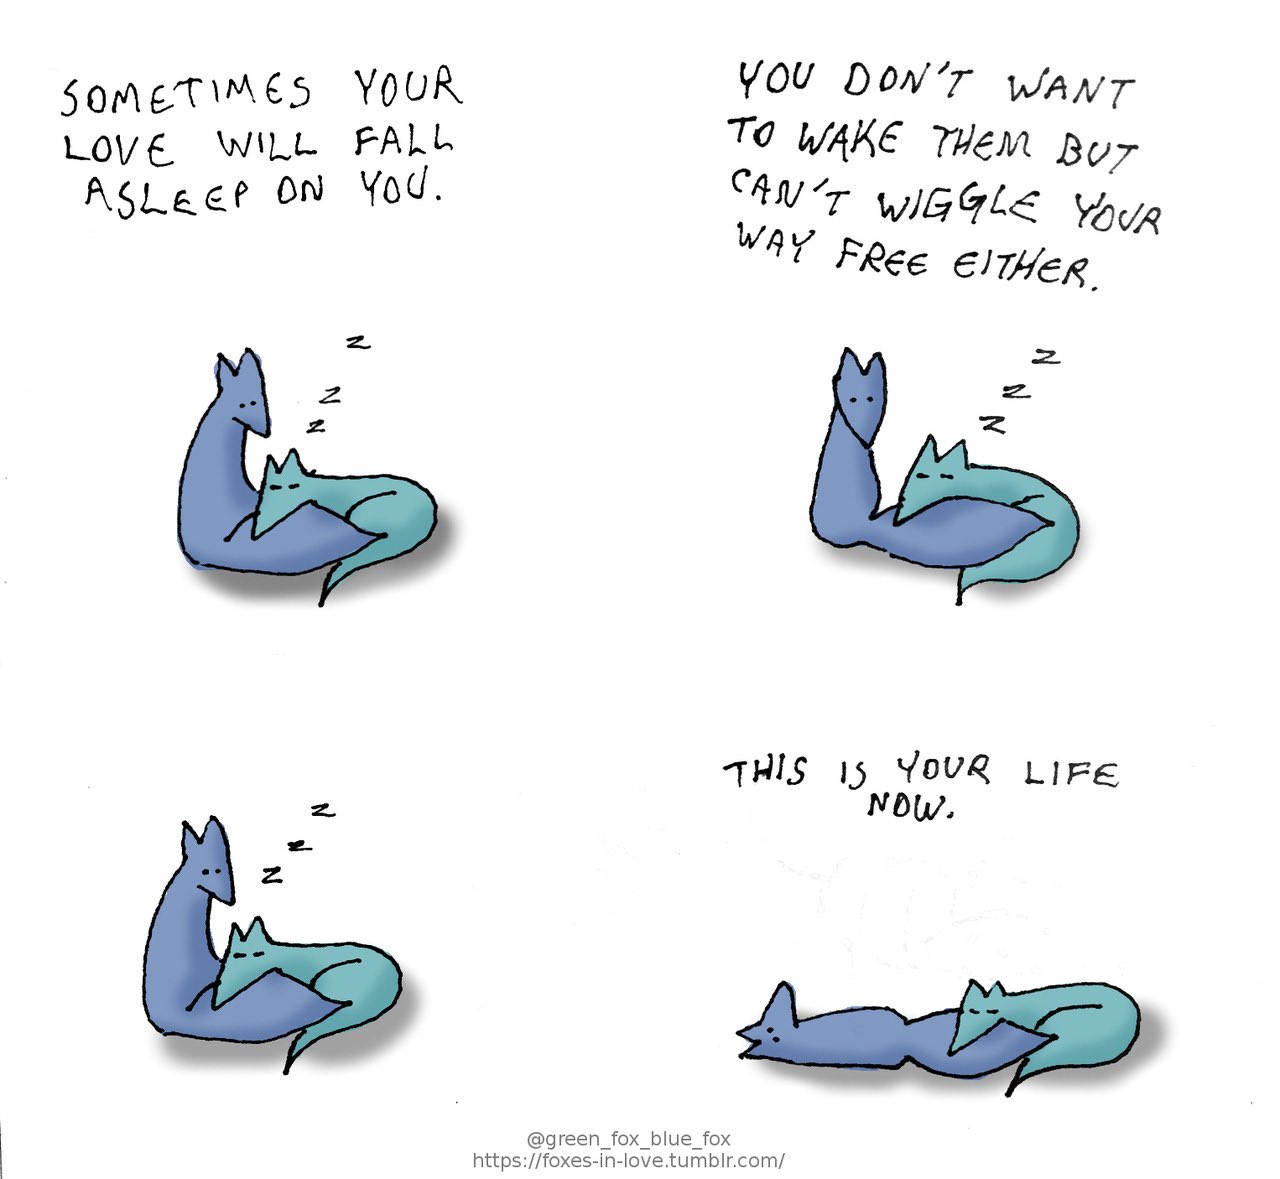 SOMETIMES YOUR
LOVE WILL FALL
ASLEEP ON YOU.
YOU DON'T WANT
TO WAKE THEM BUT
CAN'T WIGGLE YOUR
WAY FREE EITHER.
Z
Z
Z
Z
Z
Z
Z
Z
Z
THIS IS YOUR LIFE
NOW.
@green_fox_blue_fox
https://foxes-in-love.tumblr.com/